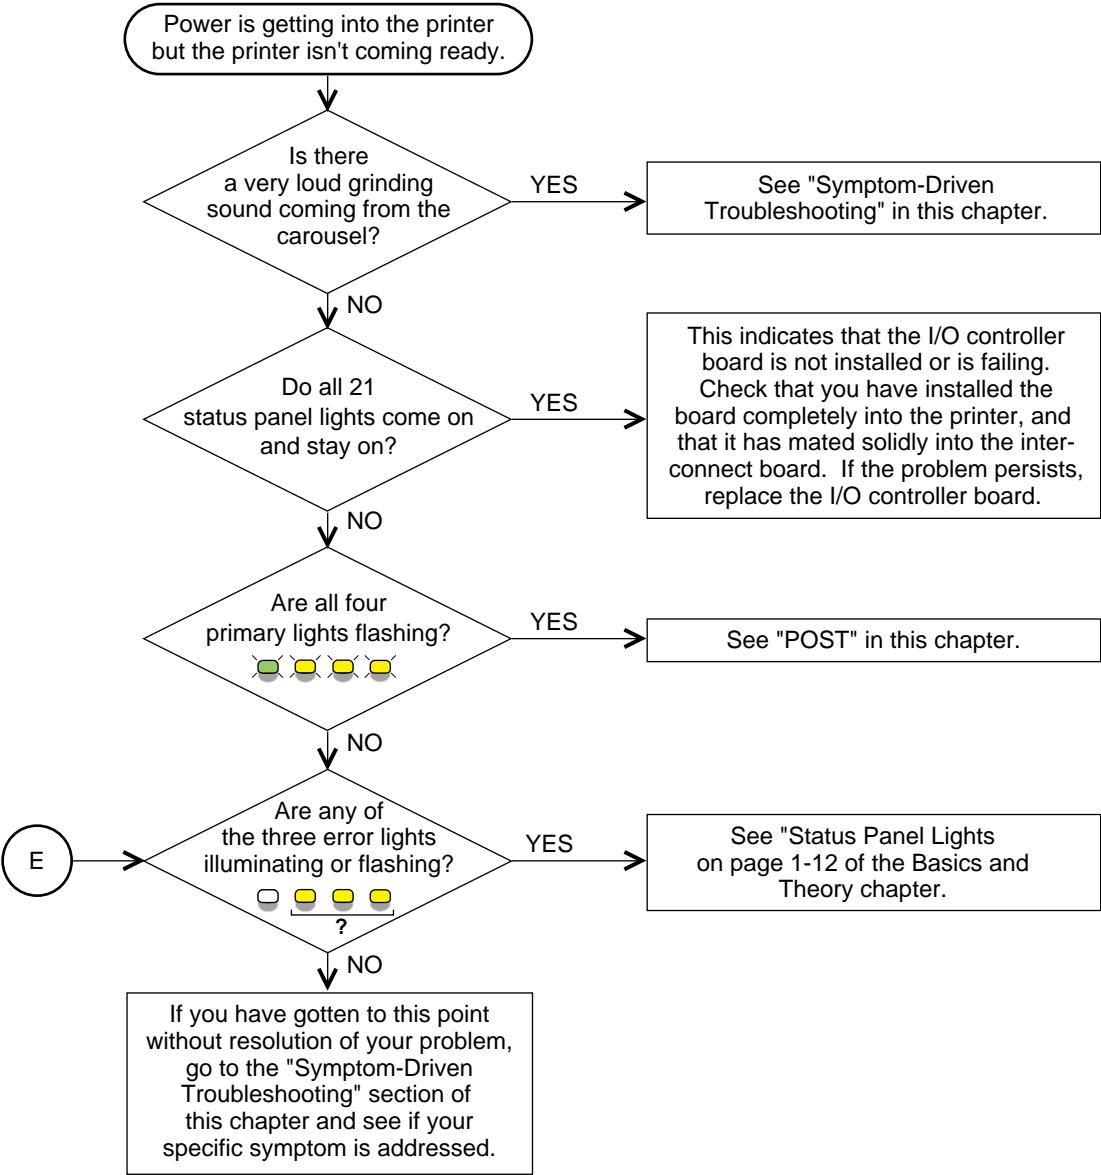 Power is getting into the printer
but the printer isn't coming ready.
Is there
a very loud grinding
sound coming from the
carousel?
YES
See "Symptom-Driven
Troubleshooting" in this chapter.
NO
Do all 21
status panel lights come on
and stay on?
YES
This indicates that the I/O controller
board is not installed or is failing.
Check that you have installed the
board completely into the printer, and
that it has mated solidly into the inter-
connect board.  If the problem persists,
replace the I/O controller board.
NO
Are all four
primary lights flashing?
YES
See "POST" in this chapter.
NO
E
Are any of
the three error lights
illuminating or flashing?
?
YES
See "Status Panel Lights
on page 1-12 of the Basics and
Theory chapter.
NO
If you have gotten to this point
without resolution of your problem,
go to the "Symptom-Driven
Troubleshooting" section of
this chapter and see if your
specific symptom is addressed.